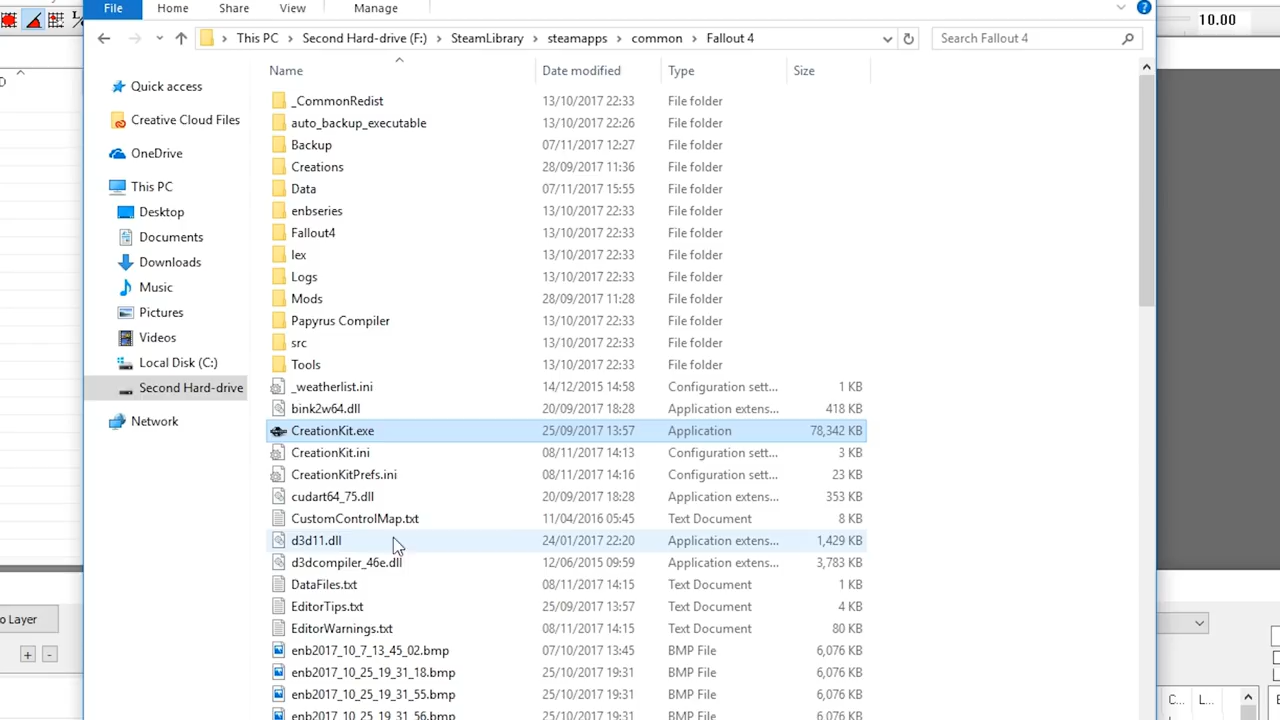 File Home Share View Manage
10.00
This PC Second Hard-drive (F:) SteamLibrary steamapps common Fallout 4 Search Fallout 4
Name Date modified Type Size
Quick access
Creative Cloud Files
OneDrive
This PC
Desktop
Documents
Downloads
Music
Pictures
Videos
Local Disk (C:)
Second Hard-drive
Network
_CommonRedist 13/10/2017 22:33 File folder
auto_backup_executable 13/10/2017 22:26 File folder
Backup 07/11/2017 12:27 File folder
Creations 28/09/2017 11:36 File folder
Data 07/11/2017 15:55 File folder
enbseries 13/10/2017 22:33 File folder
Fallout4 13/10/2017 22:33 File folder
lex 13/10/2017 22:33 File folder
Logs 13/10/2017 22:33 File folder
Mods 28/09/2017 11:28 File folder
Papyrus Compiler 13/10/2017 22:33 File folder
src 13/10/2017 22:33 File folder
Tools 13/10/2017 22:33 File folder
_weatherlist.ini 14/12/2015 14:58 Configuration sett... 1 KB
bink2w64.dll 20/09/2017 18:28 Application extens... 418 KB
CreationKit.exe 25/09/2017 13:57 Application 78,342 KB
CreationKit.ini 08/11/2017 14:13 Configuration sett... 3 KB
CreationKitPrefs.ini 08/11/2017 14:16 Configuration sett... 23 KB
cudart64_75.dll 20/09/2017 18:28 Application extens... 353 KB
CustomControlMap.txt 11/04/2016 05:45 Text Document 8 KB
d3d11.dll 24/01/2017 22:20 Application extens... 1,429 KB
d3dcompiler_46e.dll 12/06/2015 09:59 Application extens... 3,783 KB
DataFiles.txt 08/11/2017 14:15 Text Document 1 KB
EditorTips.txt 25/09/2017 13:57 Text Document 4 KB
EditorWarnings.txt 08/11/2017 14:15 Text Document 80 KB
enb2017_10_7_13_45_02.bmp 07/10/2017 13:45 BMP File 6,076 KB
enb2017_10_25_19_31_18.bmp 25/10/2017 19:31 BMP File 6,076 KB
enb2017_10_25_19_31_55.bmp 25/10/2017 19:31 BMP File 6,076 KB
enb2017_10_25_19_31_56.bmp 25/10/2017 19:31 BMP File 6,076 KB
o Layer
+ -
C... L...